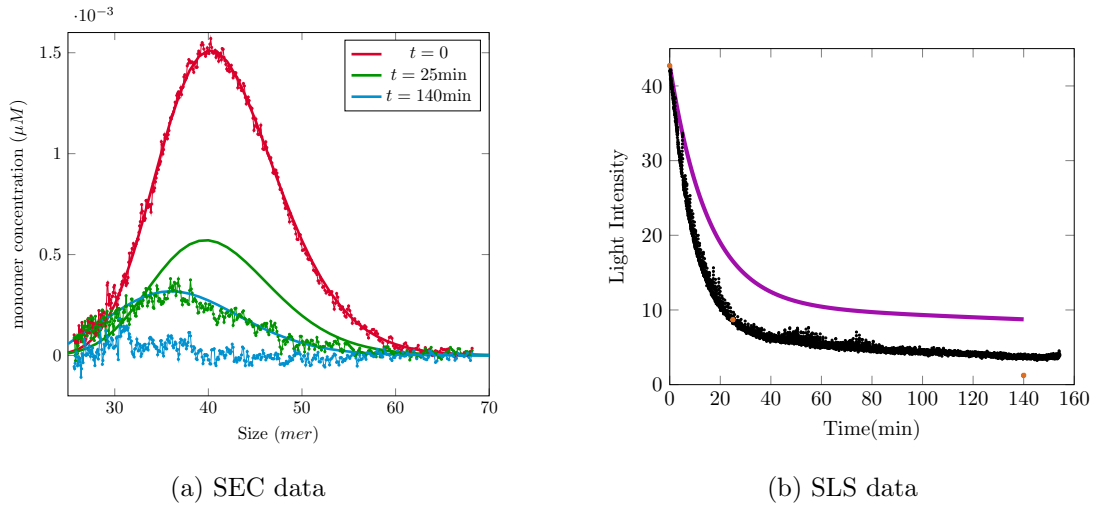 ·10⁻³
1.5
1
0.5
0
30
40
50
60
70
Size (mer)
monomer concentration (μM)
t = 0
t = 25min
t = 140min
(a) SEC data
40
30
20
10
0
0
20
40
60
80
100
120
140
160
Time(min)
Light Intensity
(b) SLS data